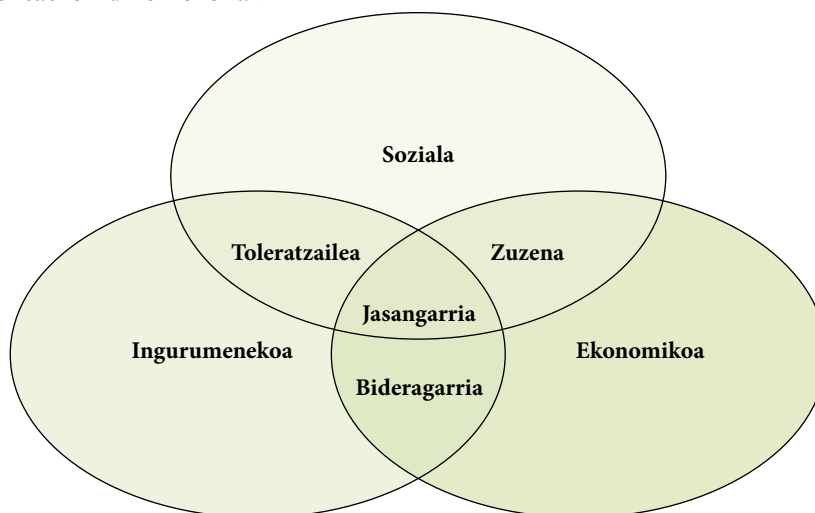 Soziala
Toleratzailea
Zuzena
Jasangarria
Ingurumenekoa
Ekonomikoa
Bideragarria